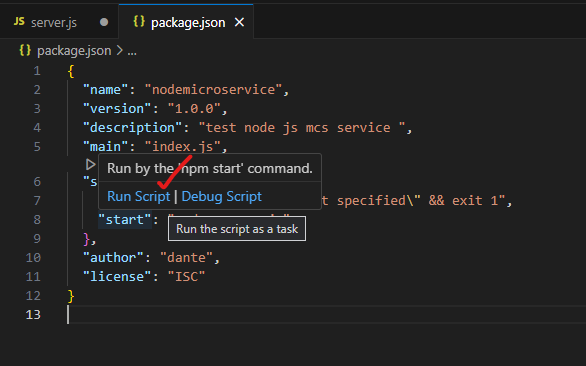 JS server.js
{} package.json
{} package.json > ...
1 {
2 "name": "nodemicroservice",
3 "version": "1.0.0",
4 "description": "test node js mcs service ",
5 "main": "index.js",
Run by the 'npm start' command.
6 "s
Run Script | Debug Script
7 t specified\" && exit 1",
8 "start":
Run the script as a task
9 },
10 "author": "dante",
11 "license": "ISC"
12 }
13